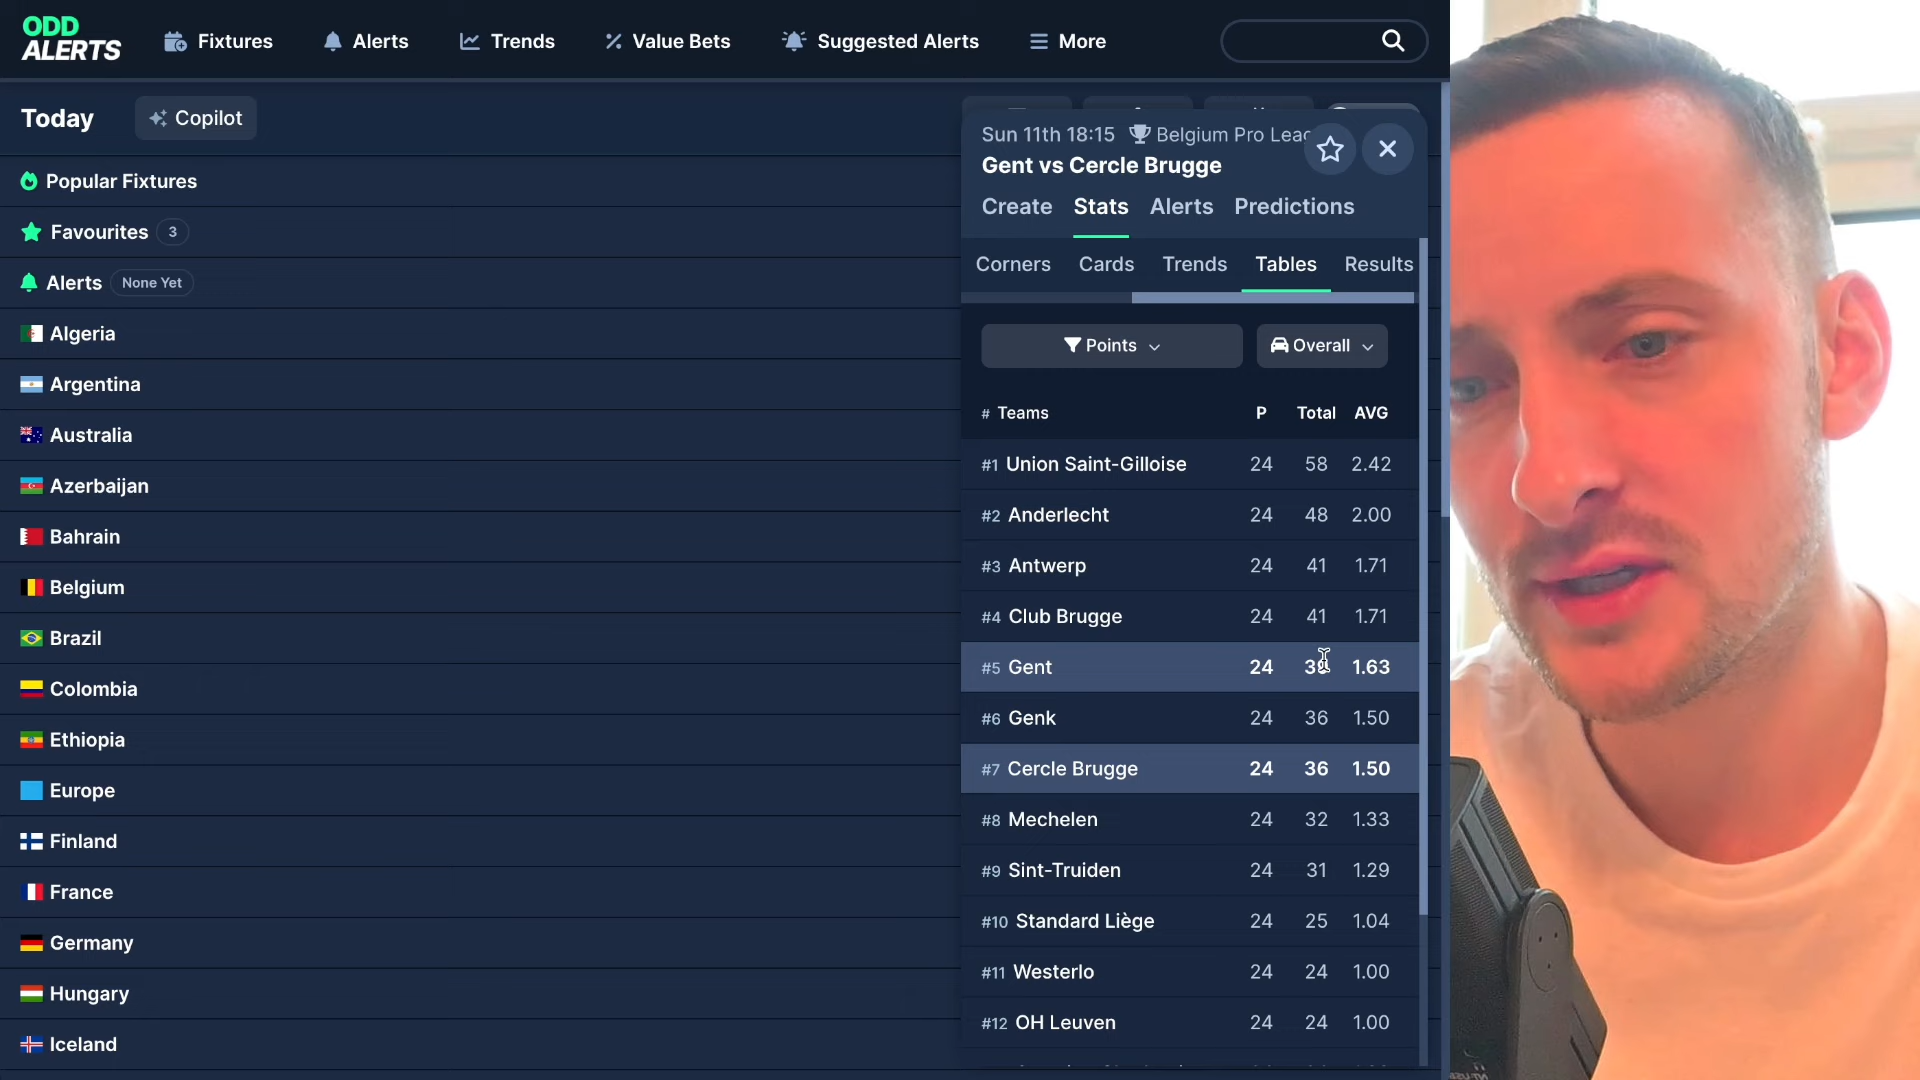 ODD
ALERTS
Fixtures
Alerts
Trends
Value Bets
Suggested Alerts
More
Today
Copilot
Popular Fixtures
Favourites 3
Alerts None Yet
Algeria
Argentina
Australia
Azerbaijan
Bahrain
Belgium
Brazil
Colombia
Ethiopia
Europe
Finland
France
Germany
Hungary
Iceland
Sun 11th 18:15 Belgium Pro
Gent vs Cercle Brugge
Create Stats Alerts Predictions
Corners Cards Trends Tables Results
Points Overall
# Teams P Total AVG
#1 Union Saint-Gilloise 24 58 2.42
#2 Anderlecht 24 48 2.00
#3 Antwerp 24 41 1.71
#4 Club Brugge 24 41 1.71
#5 Gent 24 1.63
#6 Genk 24 36 1.50
#7 Cercle Brugge 24 36 1.50
#8 Mechelen 24 32 1.33
#9 Sint-Truiden 24 31 1.29
#10 Standard Liège 24 25 1.04
#11 Westerlo 24 24 1.00
#12 OH Leuven 24 24 1.00